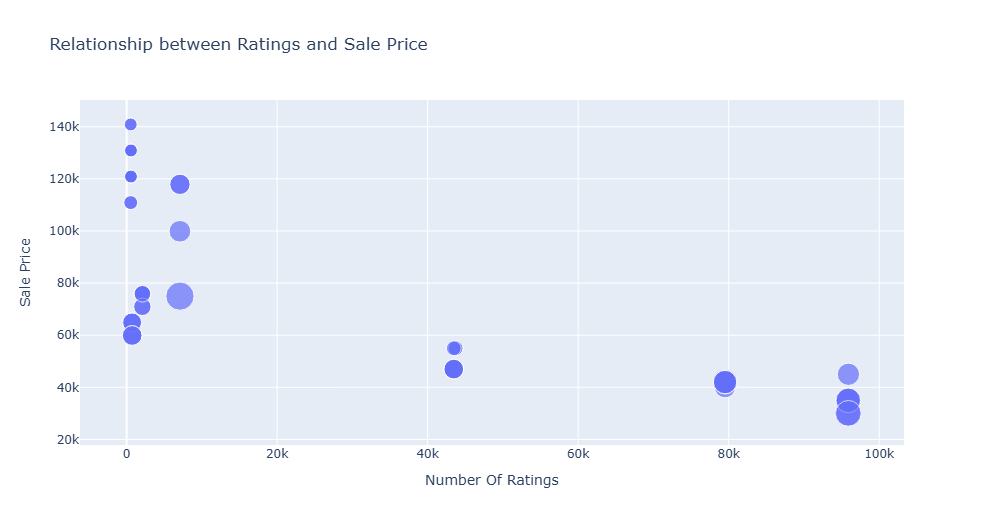 Relationship between Ratings and Sale Price
140k
120k
100k
80k
60k
40k
20k
Sale Price
0 20k 40k 60k 80k 100k
Number Of Ratings